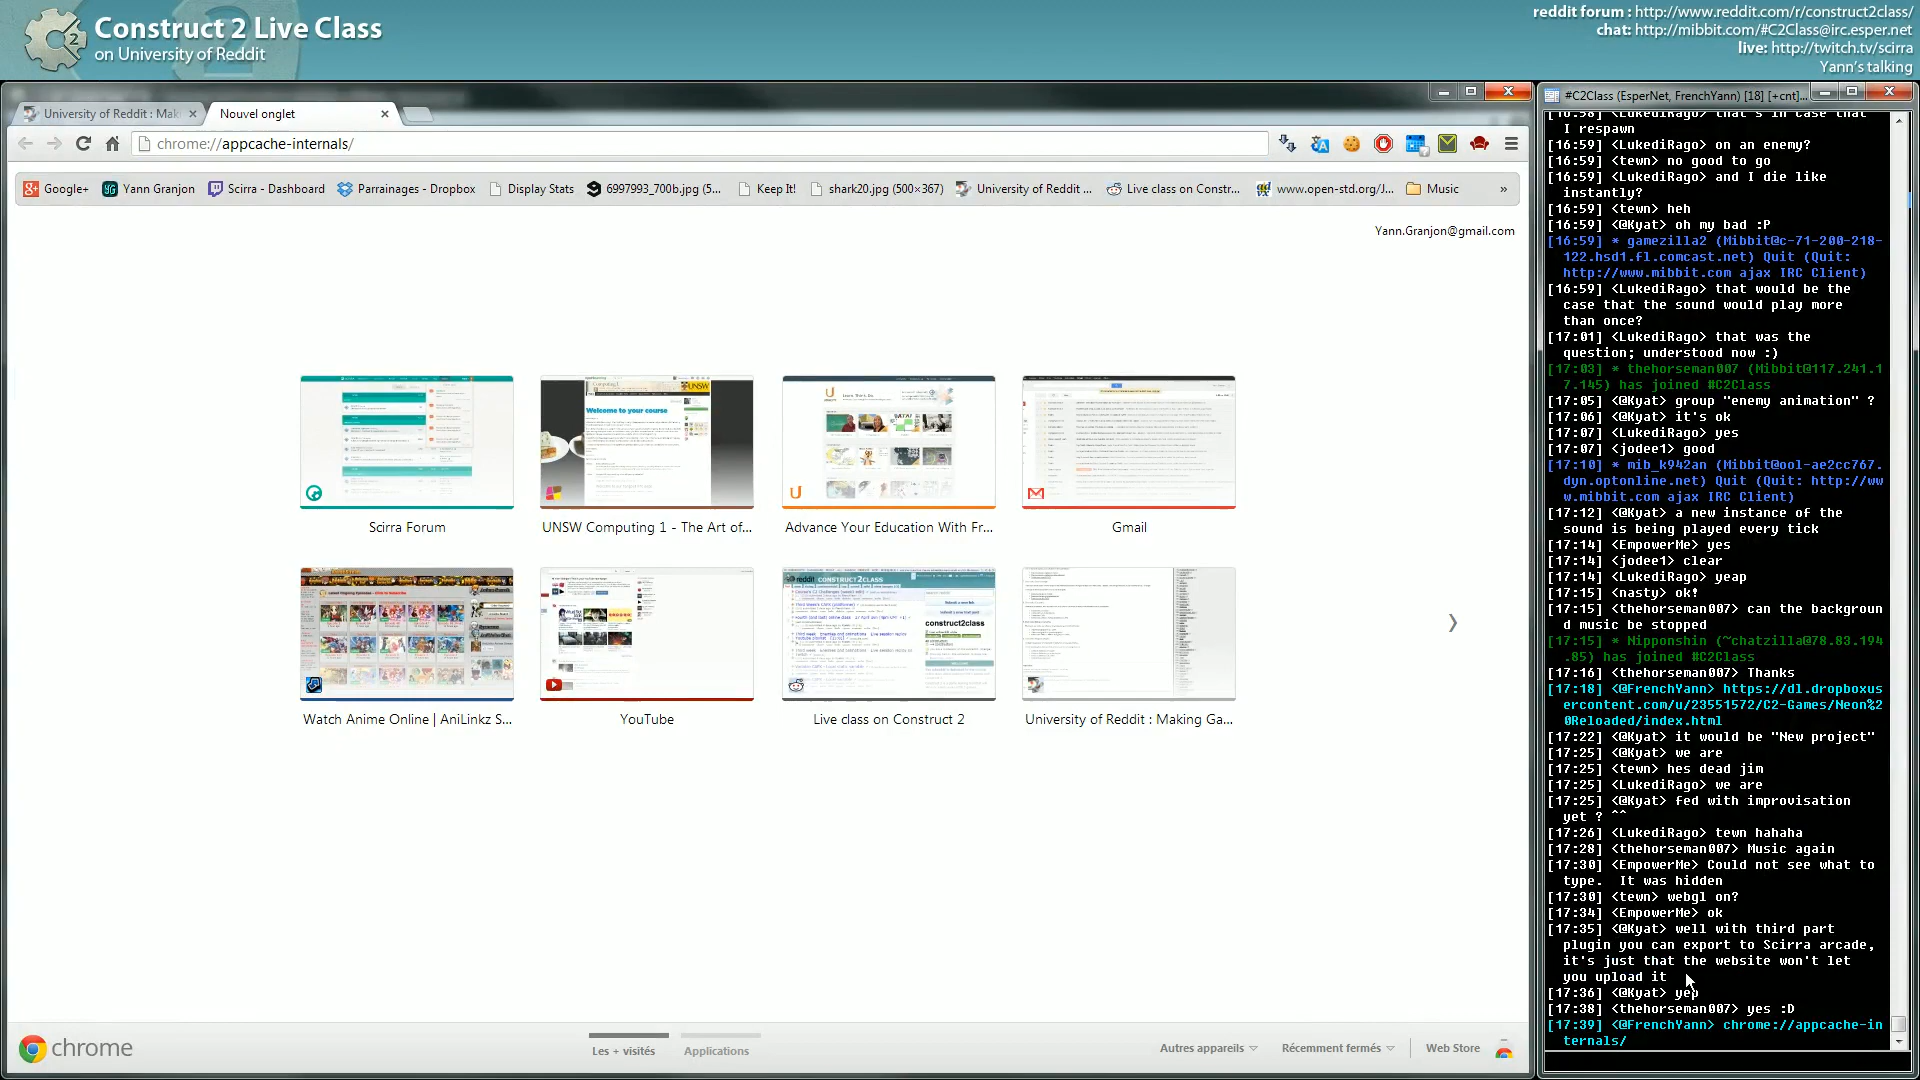 Construct 2 Live Class
on University of Reddit
reddit forum : http://www.reddit.com/r/construct2class/
chat: http://mibbit.com/#C2Class@irc.esper.net
live: http://twitch.tv/scirra
Yann's talking
University of Reddit : Mak
Nouvel onglet
chrome://appcache-internals/
Google+
Yann Granjon
Scirra - Dashboard
Parrainages - Dropbox
Display Stats
6997993_700b.jpg (5...
Keep It!
shark20.jpg (500×367)
University of Reddit ...
Live class on Constr...
www.open-std.org/J...
Music
»
Yann.Granjon@gmail.com
Scirra Forum
UNSW Computing 1 - The Art of...
Advance Your Education With Fr...
Gmail
Welcome to your course
UNSW
construct2class
Watch Anime Online | AniLinkz S...
YouTube
Live class on Construct 2
University of Reddit : Making Ga...
chrome
Les + visités
Applications
Autres appareils
Récemment fermés
Web Store
#C2Class (EsperNet, FrenchYann) [18] [+cnt]...
[16:58] <LukediRago> that's in case that
I respawn
[16:59] <LukediRago> on an enemy?
[16:59] <tewn> no good to go
[16:59] <LukediRago> and I die like
instantly?
[16:59] <tewn> heh
[16:59] <@Kyat> oh my bad :P
[16:59] * gamezilla2 (Mibbit@c-71-200-218-
122.hsd1.fl.comcast.net) Quit (Quit:
http://www.mibbit.com ajax IRC Client)
[16:59] <LukediRago> that would be the
case that the sound would play more
than once?
[17:01] <LukediRago> that was the
question; understood now :)
[17:03] * thehorseman007 (Mibbit@117.241.1
7.145) has joined #C2Class
[17:05] <@Kyat> group "enemy animation" ?
[17:06] <@Kyat> it's ok
[17:07] <LukediRago> yes
[17:07] <jodee1> good
[17:10] * mib_k942an (Mibbit@ool-ae2cc767.
dyn.optonline.net) Quit (Quit: http://ww
w.mibbit.com ajax IRC Client)
[17:12] <@Kyat> a new instance of the
sound is being played every tick
[17:14] <EmpowerMe> yes
[17:14] <jodee1> clear
[17:14] <LukediRago> yeap
[17:15] <nasty> ok!
[17:15] <thehorseman007> can the backgroun
d music be stopped
[17:15] * Nipponshin (~chatzilla@78.83.194
.85) has joined #C2Class
[17:16] <thehorseman007> Thanks
[17:18] <@FrenchYann> https://dl.dropboxus
ercontent.com/u/23551572/C2-Games/Neon%2
0Reloaded/index.html
[17:22] <@Kyat> it would be "New project"
[17:25] <@Kyat> we are
[17:25] <tewn> hes dead jim
[17:25] <LukediRago> we are
[17:25] <@Kyat> fed with improvisation
yet ? ^^
[17:26] <LukediRago> tewn hahaha
[17:28] <thehorseman007> Music again
[17:30] <EmpowerMe> Could not see what to
type. It was hidden
[17:30] <tewn> webgl on?
[17:34] <EmpowerMe> ok
[17:35] <@Kyat> well with third part
plugin you can export to Scirra arcade,
it's just that the website won't let
you upload it
[17:36] <@Kyat> yep
[17:38] <thehorseman007> yes :D
[17:39] <@FrenchYann> chrome://appcache-in
ternals/